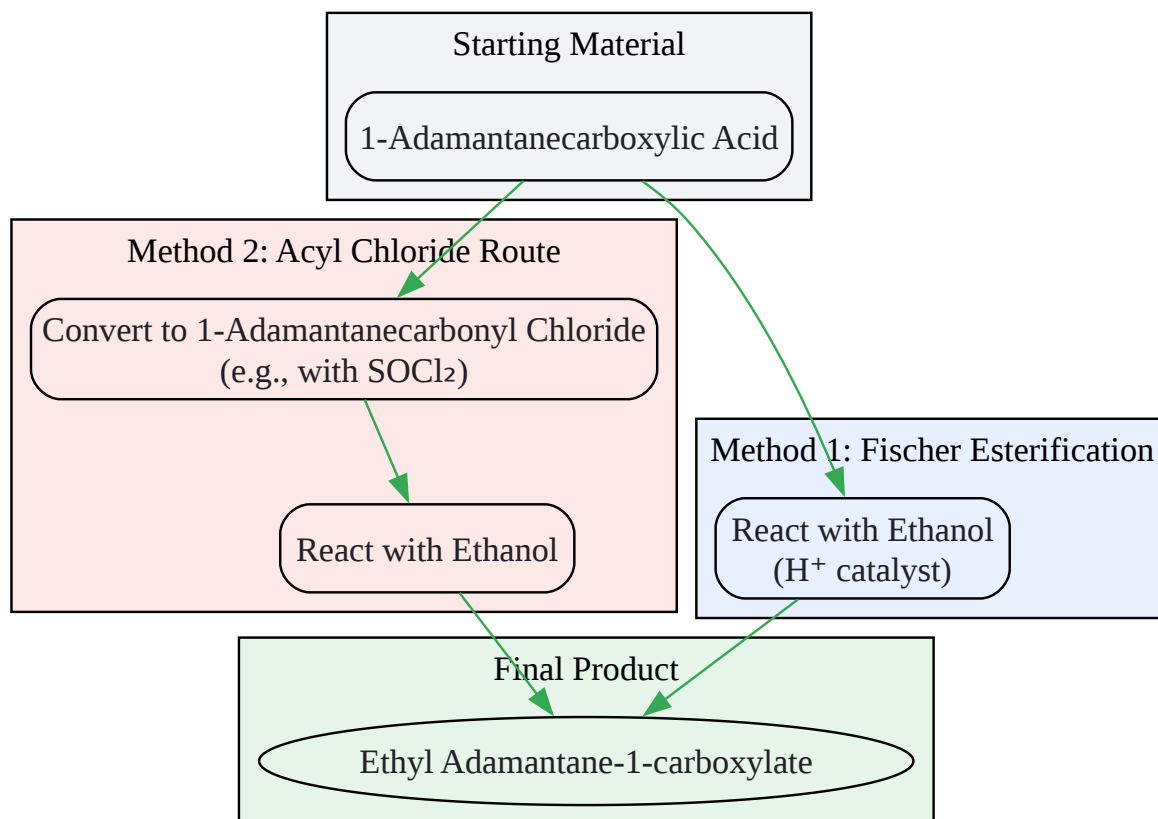 Starting Material
1-Adamantanecarboxylic Acid
Method 2: Acyl Chloride Route
Convert to 1-Adamantanecarbonyl Chloride
(e.g., with SOCl₂)
React with Ethanol
Method 1: Fischer Esterification
React with Ethanol
(H⁺ catalyst)
Final Product
Ethyl Adamantane-1-carboxylate